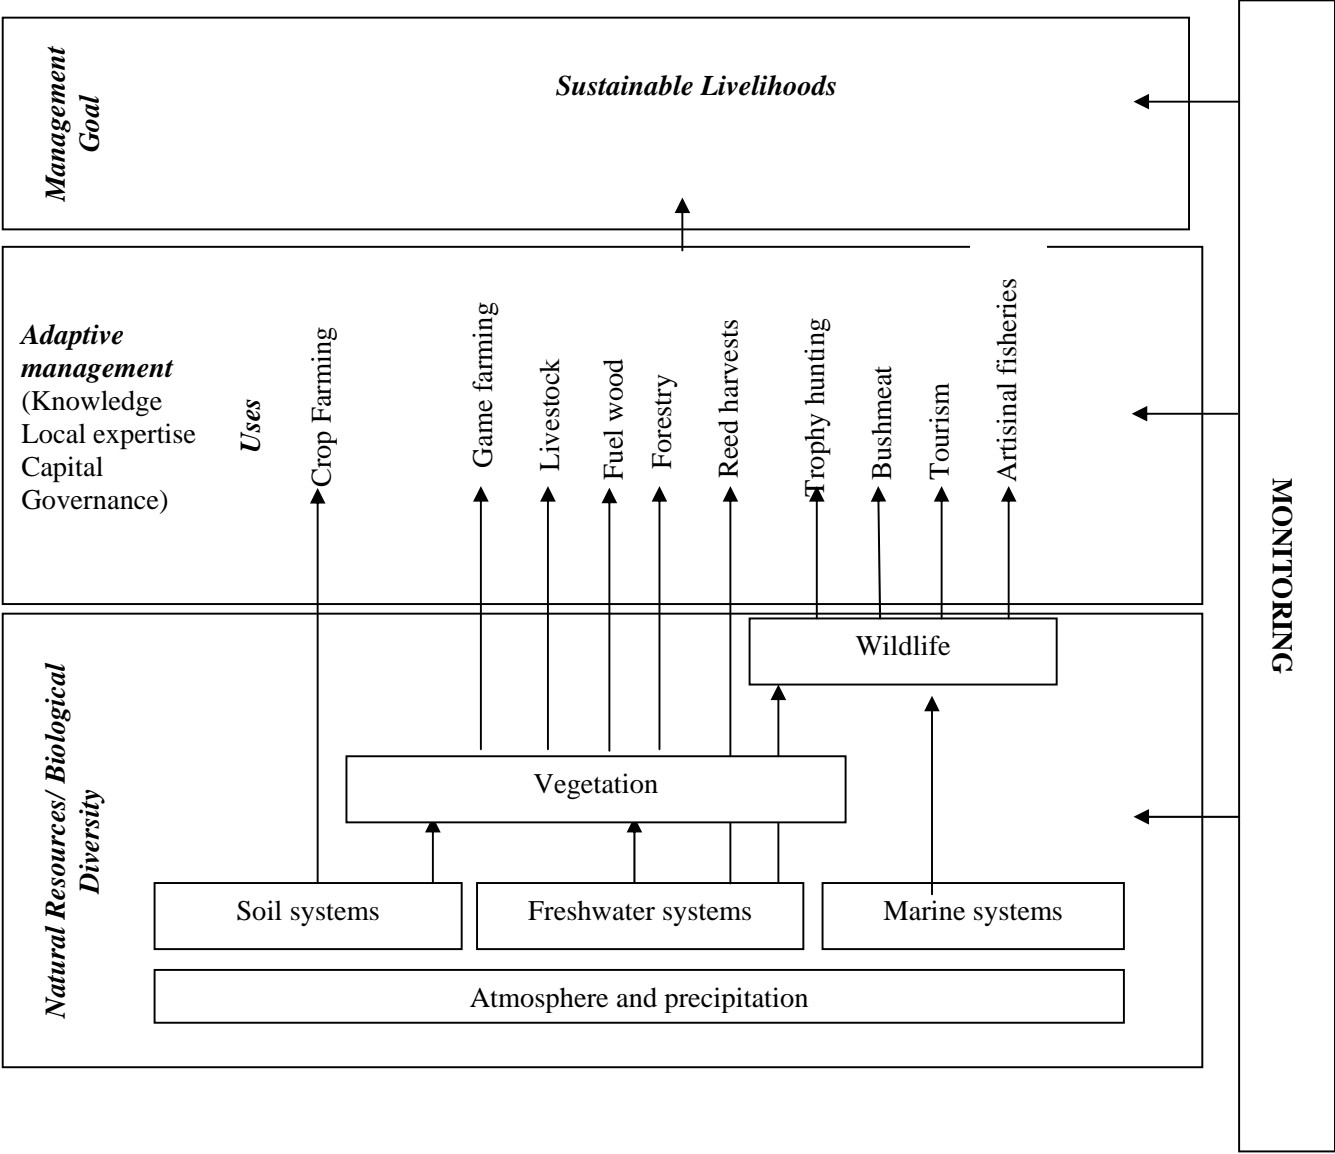 Management
Goal
Sustainable Livelihoods
Adaptive
management
(Knowledge
Local expertise
Capital
Governance)
Uses
Crop Farming
Game farming
Livestock
Fuel wood
Forestry
Reed harvests
Trophy hunting
Bushmeat
Tourism
Artisinal fisheries
Natural Resources/ Biological
Diversity
Wildlife
Vegetation
Soil systems
Freshwater systems
Marine systems
Atmosphere and precipitation
MONITORING